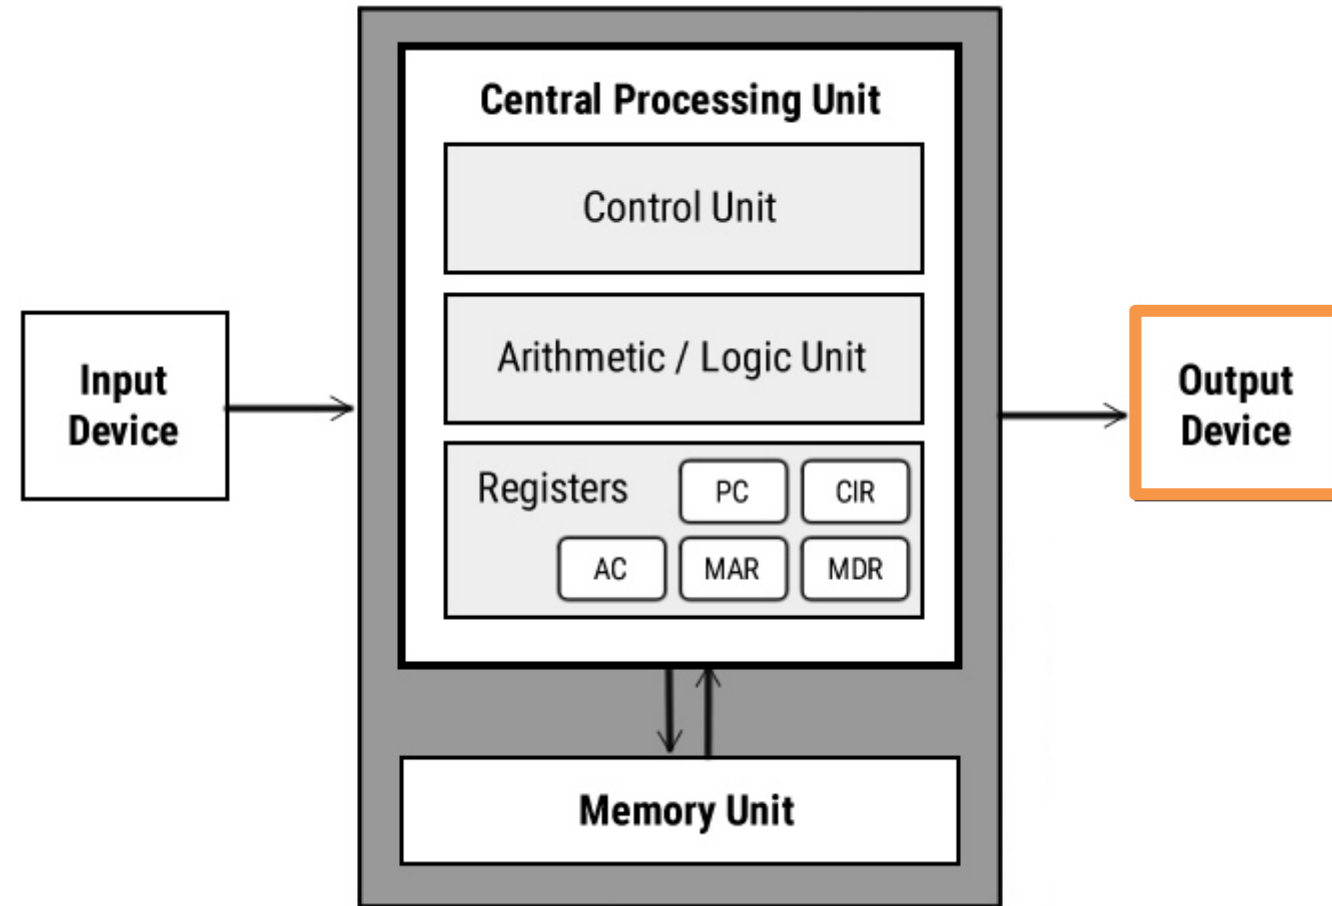 Central Processing Unit
Control Unit
Arithmetic / Logic Unit
Input
Device
Output
Device
Registers
PC
CIR
AC
MAR
MDR
Memory Unit